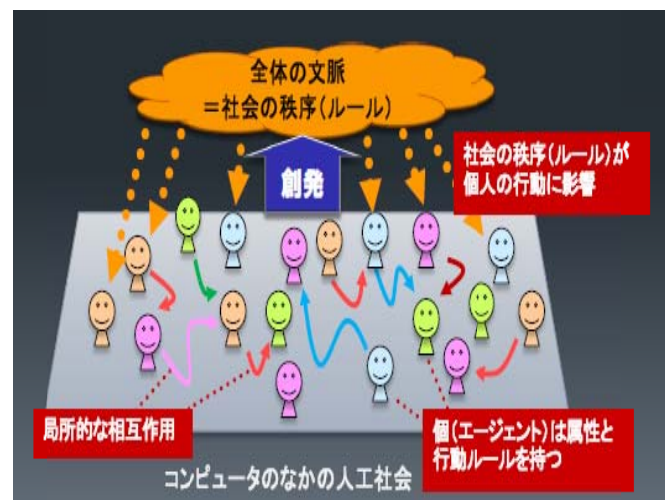 全体の文脈
=社会の秩序(ルール)
創発
社会の秩序(ルール)が
個人の行動に影響
局所的な相互作用
個(エージェント)は属性と
行動ルールを持つ
コンピュータのなかの人工社会